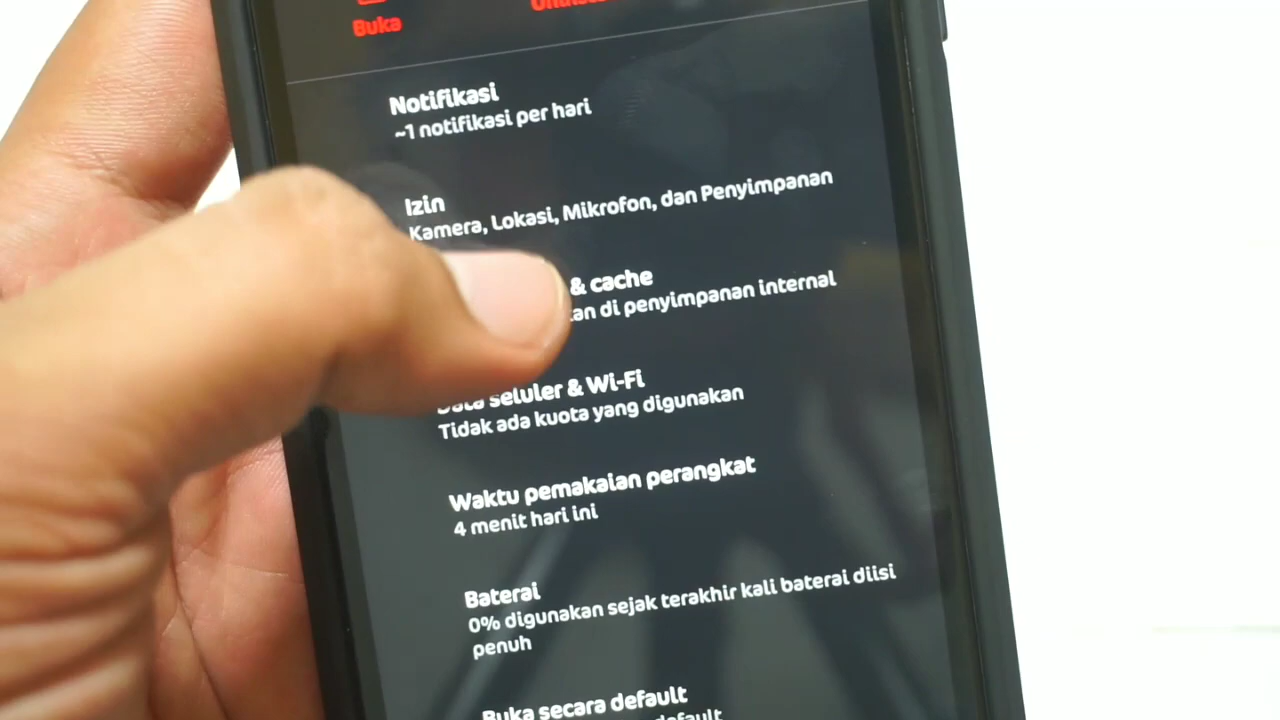 Buka
Notifikasi
~1 notifikasi per hari
Izin
Kamera, Lokasi, Mikrofon, dan Penyimpanan
& cache
di penyimpanan internal
Data seluler & Wi-Fi
Tidak ada kuota yang digunakan
Waktu pemakaian perangkat
4 menit hari ini
Baterai
0% digunakan sejak terakhir kali baterai diisi
penuh
Buka secara default
default